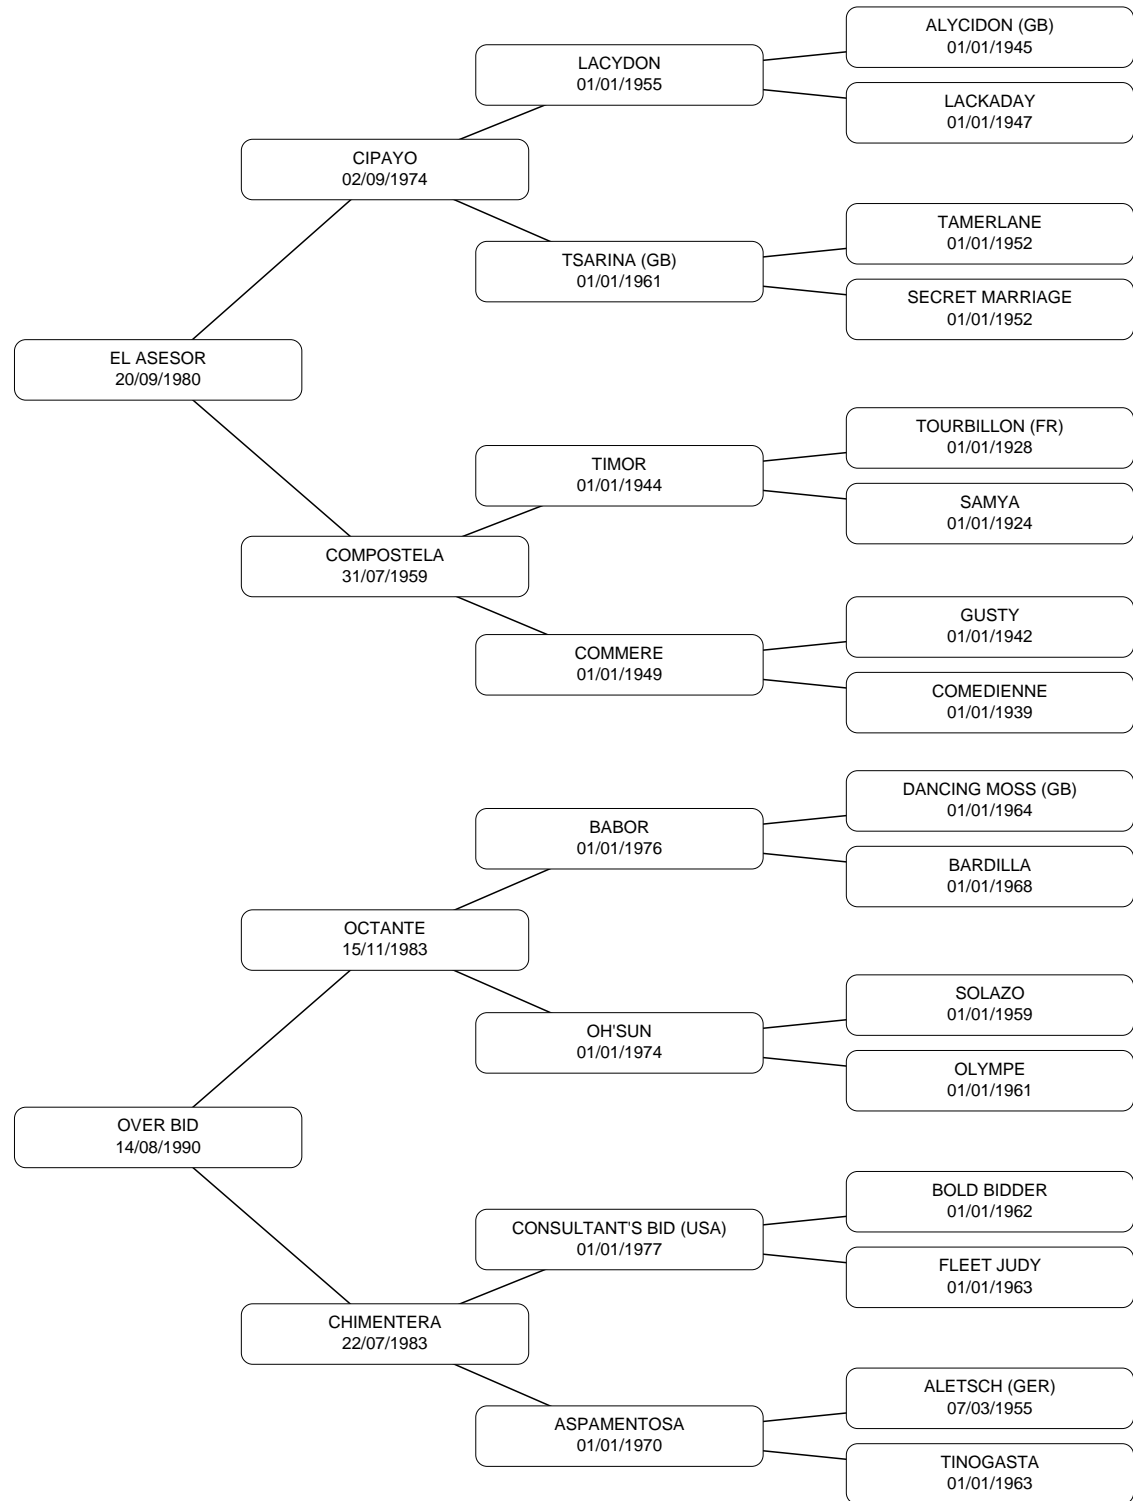 ALYCIDON (GB)
01/01/1945
LACYDON
01/01/1955
LACKADAY
01/01/1947
CIPAYO
02/09/1974
TAMERLANE
01/01/1952
TSARINA (GB)
01/01/1961
SECRET MARRIAGE
01/01/1952
EL ASESOR
20/09/1980
TOURBILLON (FR)
01/01/1928
TIMOR
01/01/1944
SAMYA
01/01/1924
COMPOSTELA
31/07/1959
GUSTY
01/01/1942
COMMERE
01/01/1949
COMEDIENNE
01/01/1939
DANCING MOSS (GB)
01/01/1964
BABOR
01/01/1976
BARDILLA
01/01/1968
OCTANTE
15/11/1983
SOLAZO
01/01/1959
OH'SUN
01/01/1974
OLYMPE
01/01/1961
OVER BID
14/08/1990
BOLD BIDDER
01/01/1962
CONSULTANT'S BID (USA)
01/01/1977
FLEET JUDY
01/01/1963
CHIMENTERA
22/07/1983
ALETSCH (GER)
07/03/1955
ASPAMENTOSA
01/01/1970
TINOGASTA
01/01/1963